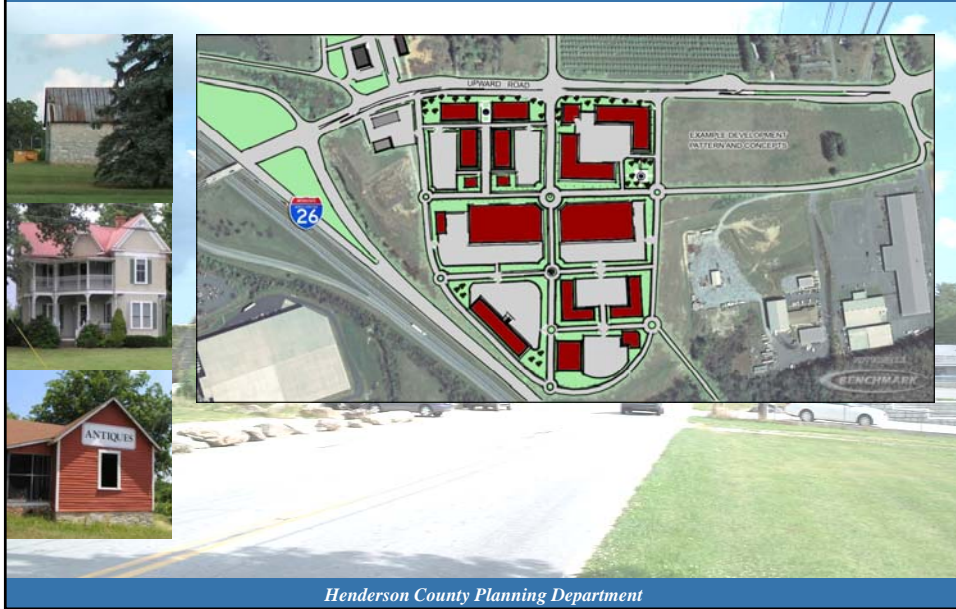 UPWARD ROAD
EXAMPLE DEVELOPMENT
PATTERN AND CONCEPTS
26
ANTIQUES
BENCHMARK
Henderson County Planning Department